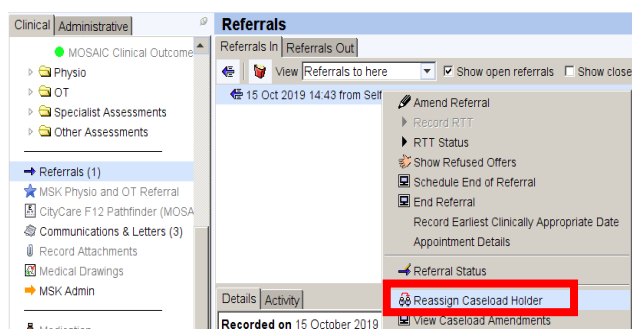 Clinical Administrative
MOSAIC Clinical Outcome
Physio
OT
Specialist Assessments
Other Assessments
Referrals (1)
MSK Physio and OT Referral
CityCare F12 Pathfinder (MOSA
Communications & Letters (3)
Record Attachments
Medical Drawings
MSK Admin
Referrals
Referrals In Referrals Out
View Referrals to here Show open referrals Show close
15 Oct 2019 14:43 from Self
Amend Referral
Record RTT
RTT Status
Show Refused Offers
Schedule End of Referral
End Referral
Record Earliest Clinically Appropriate Date
Appointment Details
Referral Status
Reassign Caseload Holder
View Caseload Amendments
Details Activity
Recorded on 15 October 2019